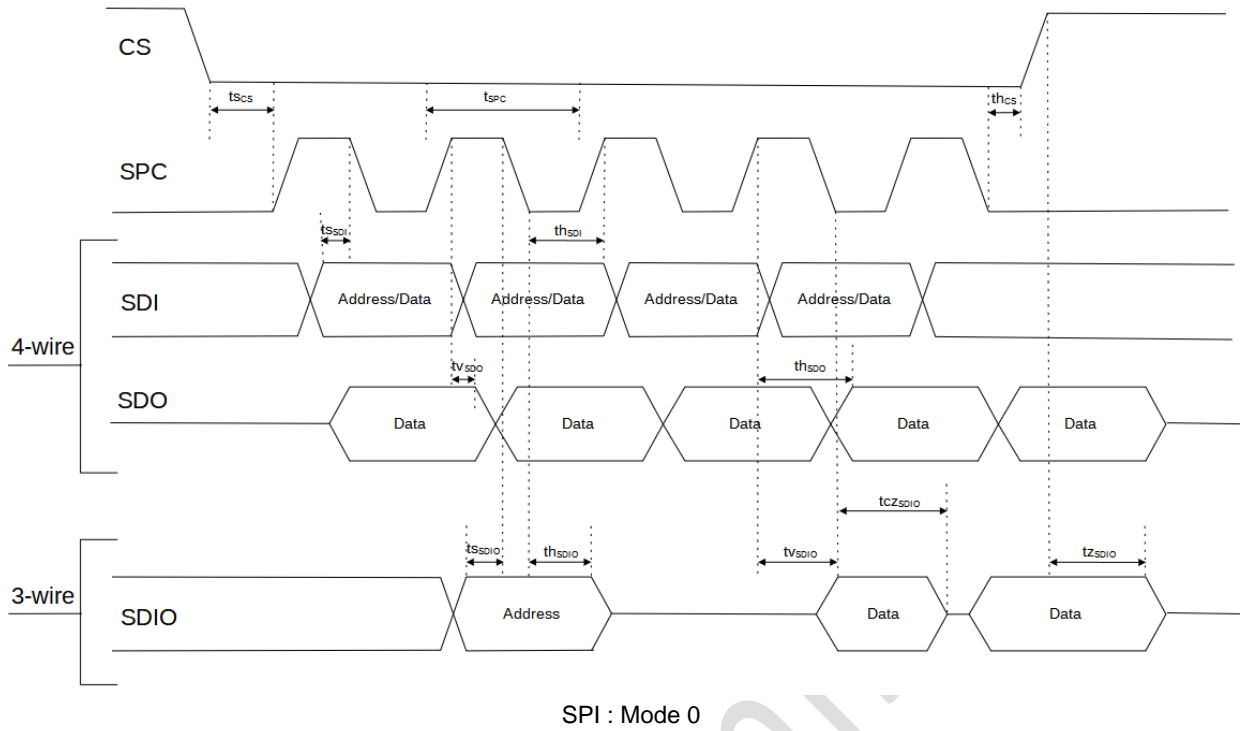 CS
tsCS
tSPC
thCS
SPC
tsSDI
thSDI
4-wire
SDI
Address/Data
Address/Data
Address/Data
Address/Data
tvSDO
thSDO
SDO
Data
Data
Data
Data
Data
tczSDIO
3-wire
tsSDIO
thSDIO
tvSDIO
tzSDIO
SDIO
Address
Data
Data
SPI : Mode 0